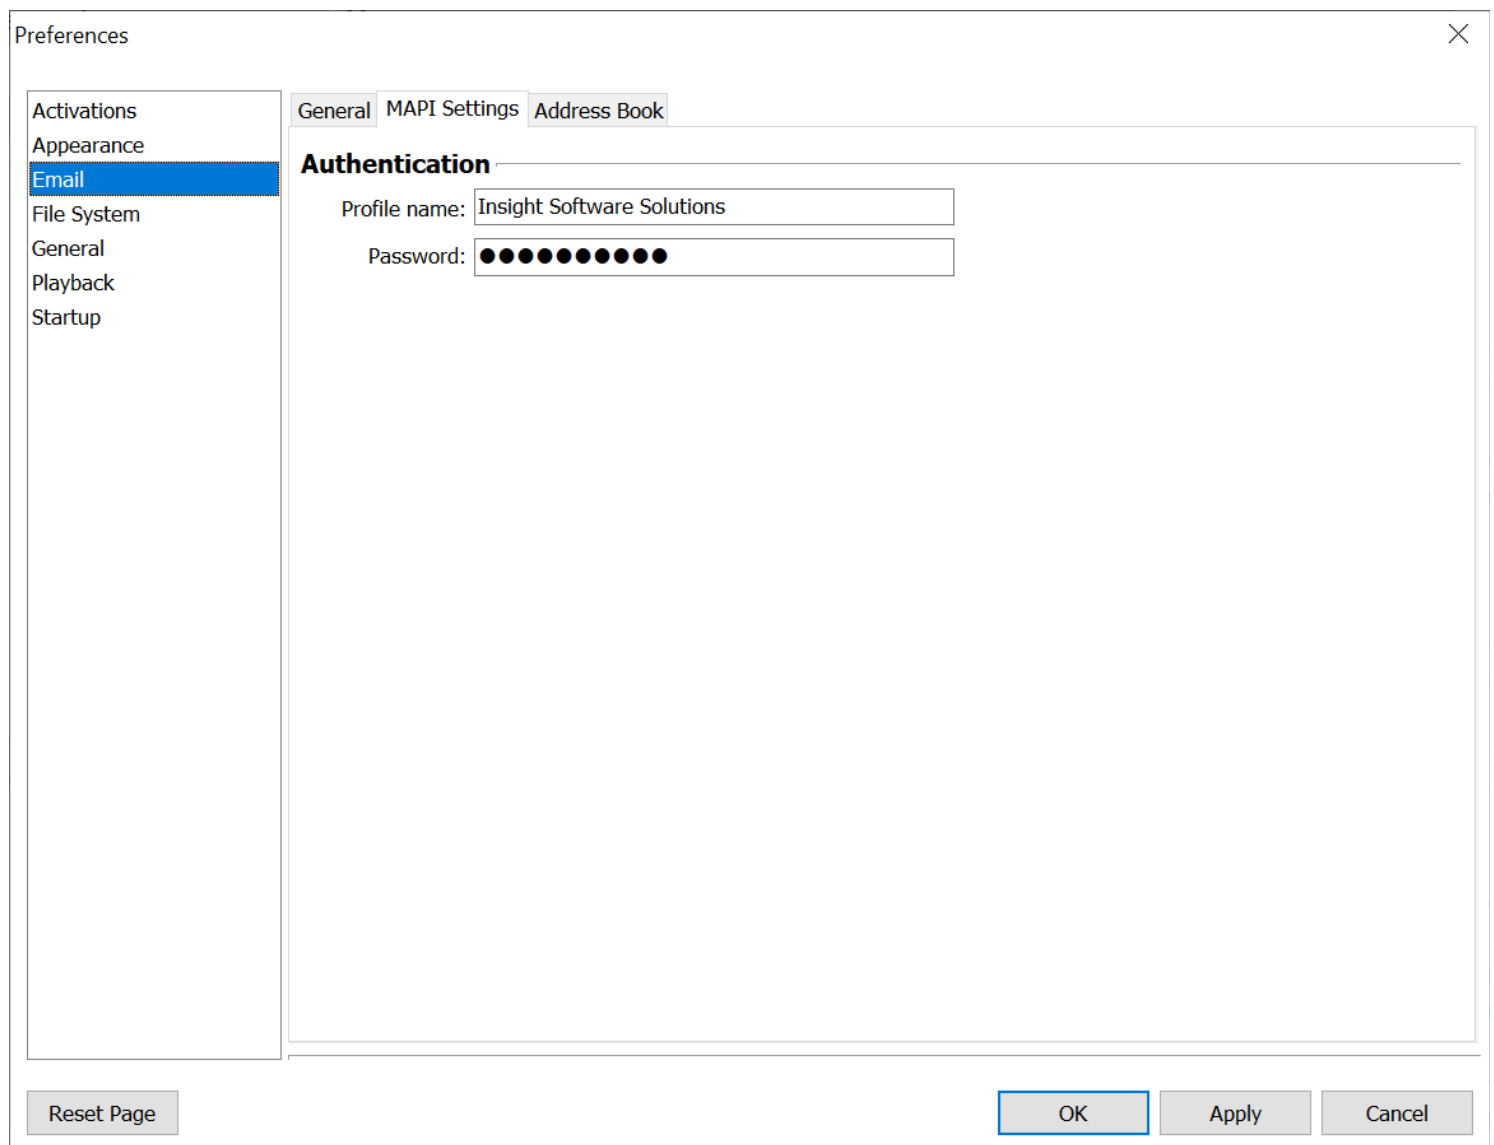 Preferences
Activations
Appearance
Email
File System
General
Playback
Startup
General MAPI Settings Address Book
Authentication
Profile name: Insight Software Solutions
Password: ●●●●●●●●●●
Reset Page OK Apply Cancel